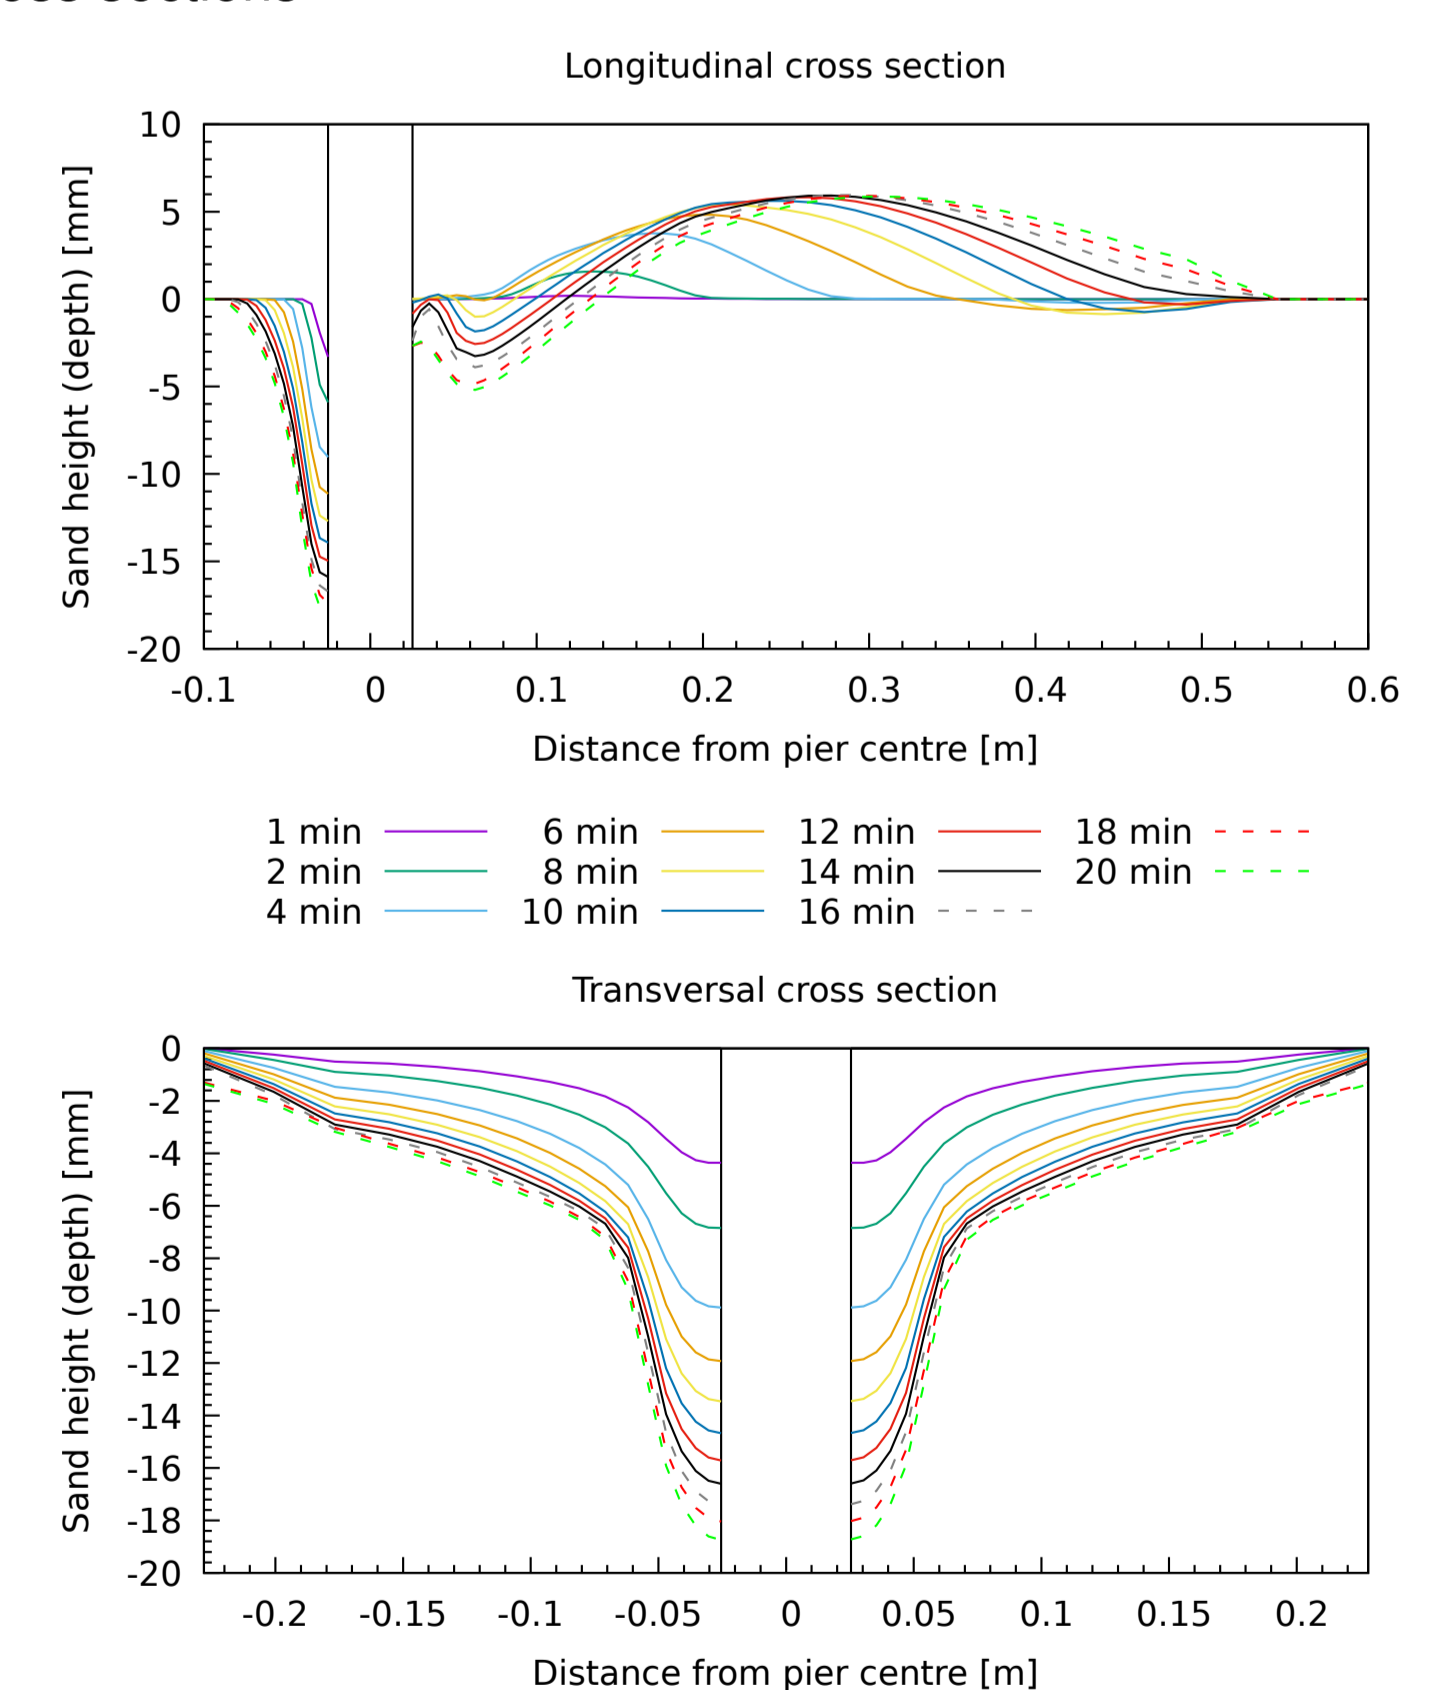 Longitudinal cross section
10
5
0
-5
-10
-15
-20
Sand height (depth) [mm]
-0.1 0 0.1 0.2 0.3 0.4 0.5 0.6
Distance from pier centre [m]
1 min 6 min 12 min 18 min
2 min 8 min 14 min 20 min
4 min 10 min 16 min
Transversal cross section
0
-2
-4
-6
-8
-10
-12
-14
-16
-18
-20
Sand height (depth) [mm]
-0.2 -0.15 -0.1 -0.05 0 0.05 0.1 0.15 0.2
Distance from pier centre [m]